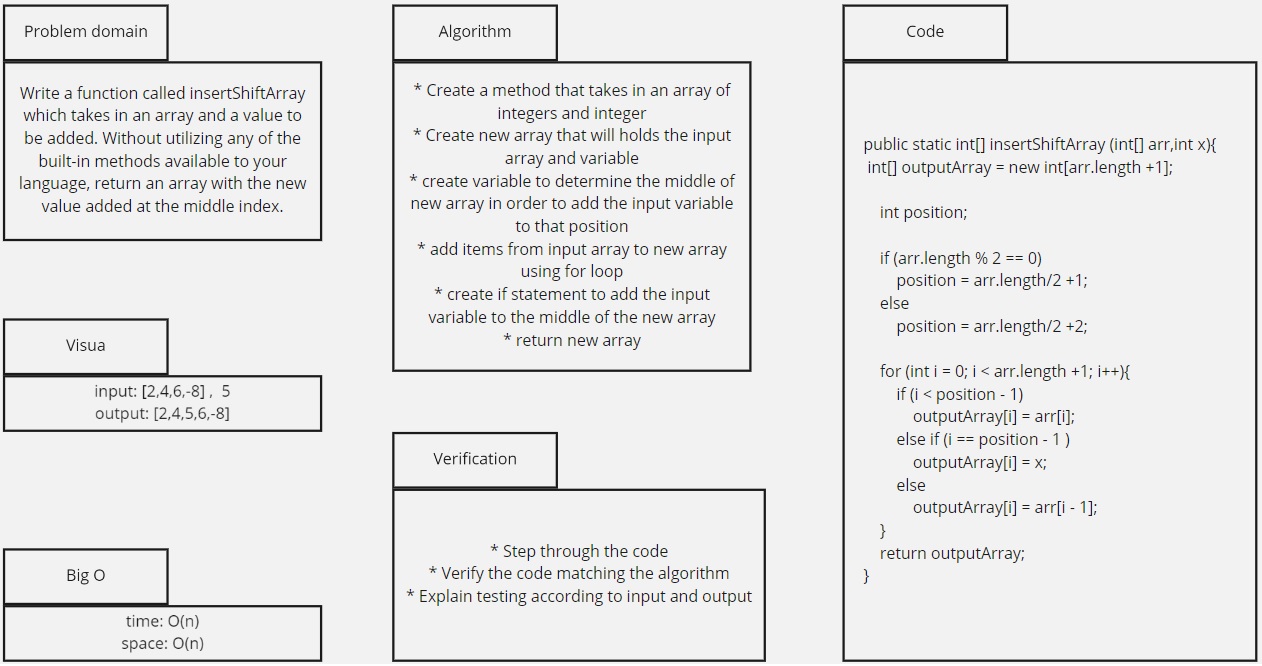 Problem domain
Write a function called insertShiftArray
which takes in an array and a value to
be added. Without utilizing any of the
built-in methods available to your
language, return an array with the new
value added at the middle index.
Visua
input: [2,4,6,-8] ,  5
output: [2,4,5,6,-8]
Big O
time: O(n)
space: O(n)
Algorithm
* Create a method that takes in an array of
integers and integer
* Create new array that will holds the input
array and variable
* create variable to determine the middle of
new array in order to add the input variable
to that position
* add items from input array to new array
using for loop
* create if statement to add the input
variable to the middle of the new array
* return new array
Verification
* Step through the code
* Verify the code matching the algorithm
* Explain testing according to input and output
Code
public static int[] insertShiftArray (int[] arr,int x){
int[] outputArray = new int[arr.length +1];
int position;
if (arr.length % 2 == 0)
position = arr.length/2 +1;
else
position = arr.length/2 +2;
for (int i = 0; i < arr.length +1; i++){
if (i < position - 1)
outputArray[i] = arr[i];
else if (i == position - 1 )
outputArray[i] = x;
else
outputArray[i] = arr[i - 1];
}
return outputArray;
}